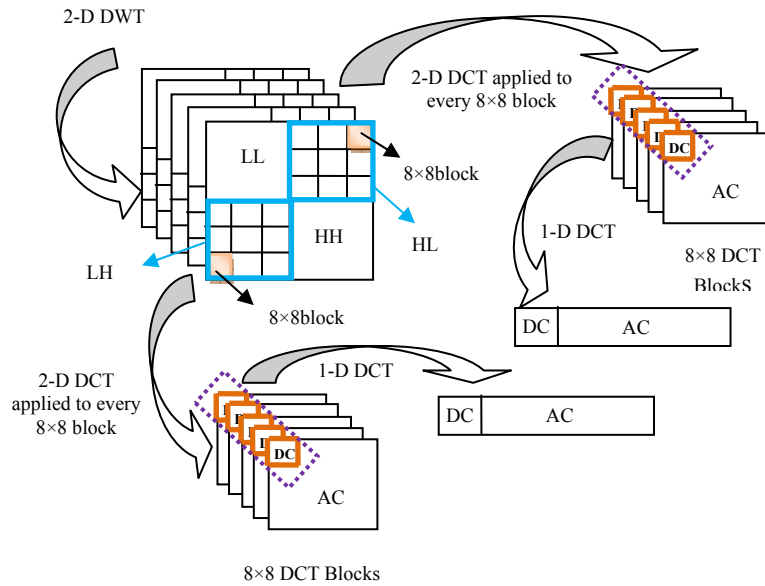 2-D DWT
2-D DCT applied to
every 8×8 block
LL
8×8block
HH
HL
LH
8×8block
DC
AC
1-D DCT
8×8 DCT
BlockS
DC
AC
2-D DCT
applied to every
8×8 block
1-D DCT
DC
AC
DC
AC
8×8 DCT Blocks